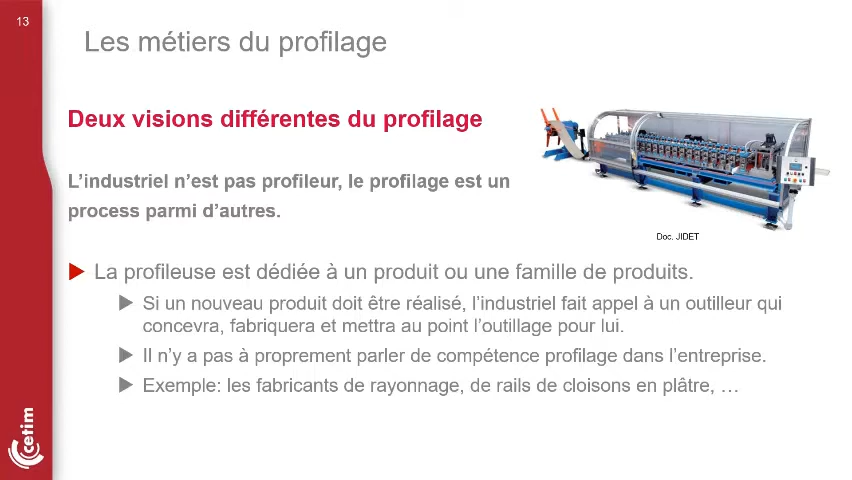 13
Les métiers du profilage
Deux visions différentes du profilage
L'industriel n'est pas profileur, le profilage est un
process parmi d'autres.
Doc. JIDET
La profileuse est dédiée à un produit ou une famille de produits.
Si un nouveau produit doit être réalisé, l'industriel fait appel à un outilleur qui
concevra, fabriquera et mettra au point l'outillage pour lui.
Il n'y a pas à proprement parler de compétence profilage dans l'entreprise.
Exemple: les fabricants de rayonnage, de rails de cloisons en plâtre, …
cetim